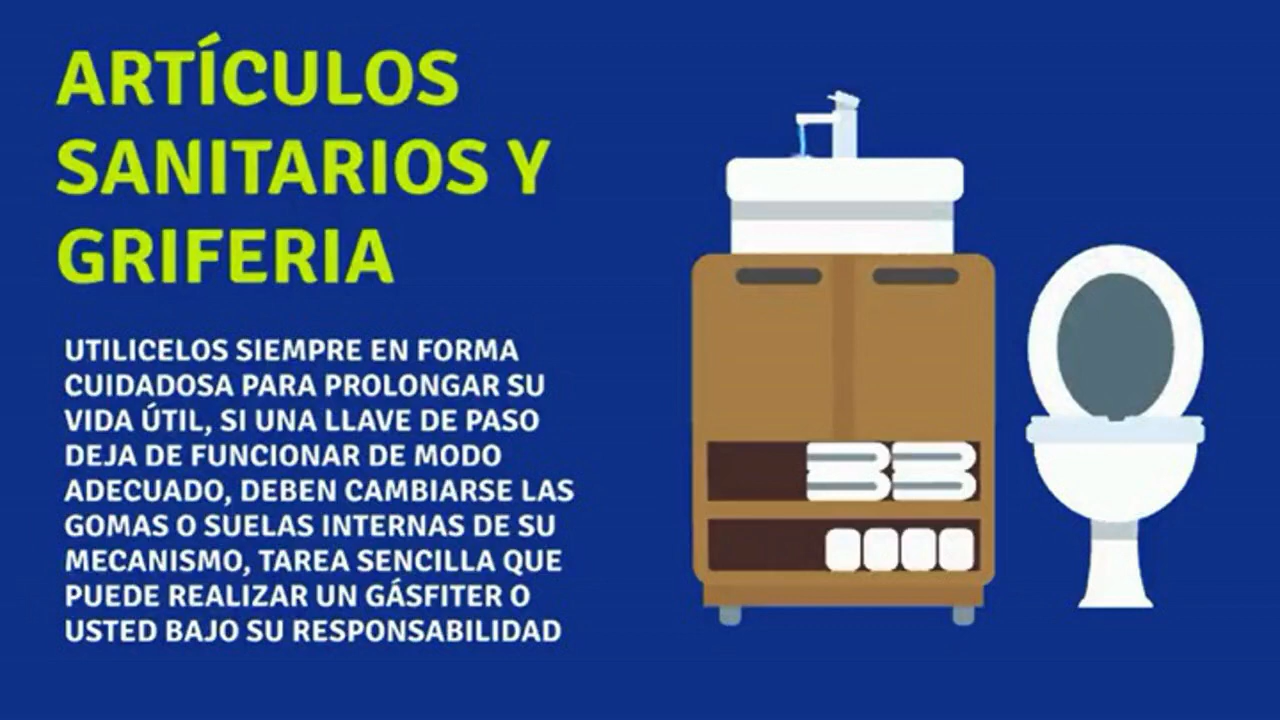 ARTÍCULOS
SANITARIOS Y
GRIFERIA
UTILICELOS SIEMPRE EN FORMA
CUIDADOSA PARA PROLONGAR SU
VIDA ÚTIL, SI UNA LLAVE DE PASO
DEJA DE FUNCIONAR DE MODO
ADECUADO, DEBEN CAMBIARSE LAS
GOMAS O SUELAS INTERNAS DE SU
MECANISMO, TAREA SENCILLA QUE
PUEDE REALIZAR UN GÁSFITER O
USTED BAJO SU RESPONSABILIDAD